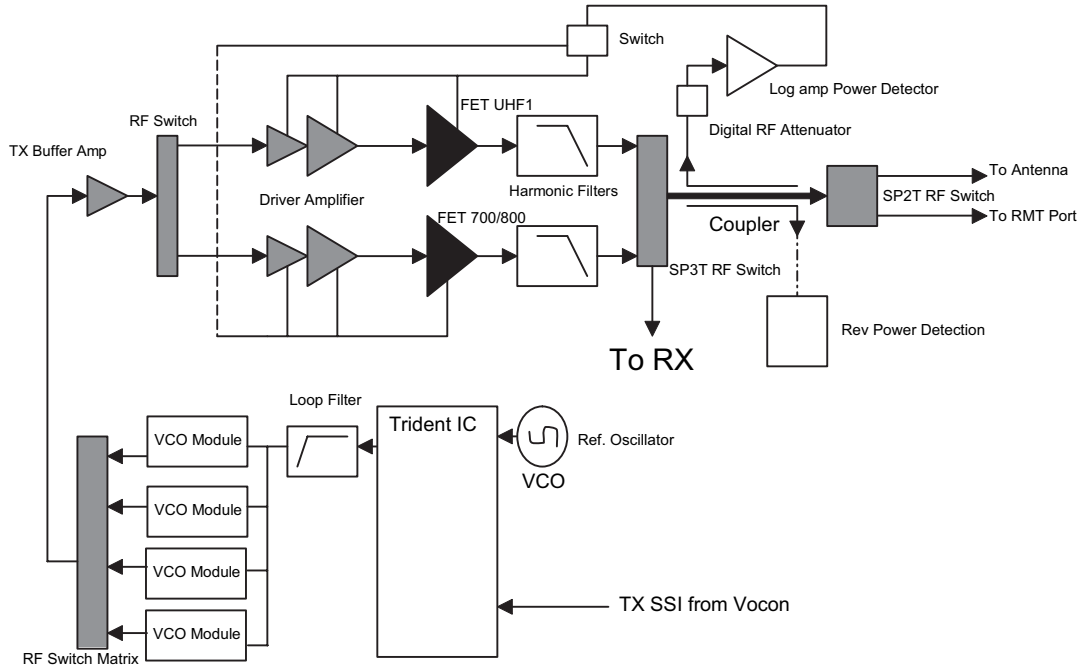 Switch
Log amp Power Detector
FET UHF1
RF Switch
Digital RF Attenuator
TX Buffer Amp
To Antenna
Driver Amplifier
Harmonic Filters
SP2T RF Switch
FET 700/800
To RMT Port
Coupler
SP3T RF Switch
Rev Power Detection
To RX
Loop Filter
Trident IC
VCO Module
Ref. Oscillator
VCO
VCO Module
VCO Module
TX SSI from Vocon
VCO Module
RF Switch Matrix